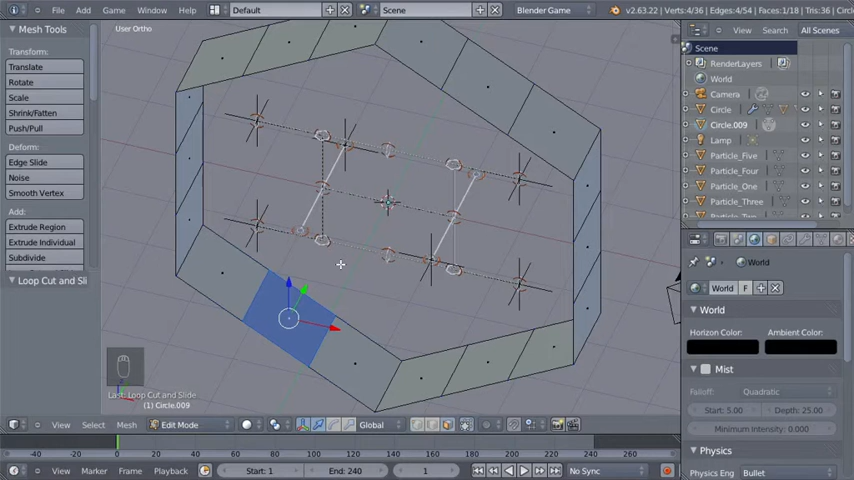 File Add Game Window Help Default Scene Blender Game v2.63.22 | Verts:4/36 | Edges:4/54 | Faces:1/18 | Tris:36 | Circle
Mesh Tools
Transform:
Translate
Rotate
Scale
Shrink/Fatten
Push/Pull
Deform:
Edge Slide
Noise
Smooth Vertex
Add:
Extrude Region
Extrude Individual
Subdivide
Loop Cut and Sli
User Ortho
Last: Loop Cut and Slide
(1) Circle.009
View Select Mesh Edit Mode Global
-40 -20 0 20 40 60 80 100 120 140 160 180 200 220 240 260
View Marker Frame Playback Start: 1 End: 240 1 No Sync
View Search All Scenes
Scene
RenderLayers
World
Camera
Circle
Circle.009
Lamp
Particle_Five
Particle_Four
Particle_One
Particle_Three
World
World F
World
Horizon Color: Ambient Color:
Mist
Falloff: Quadratic
Start: 5.00 Depth: 25.00
Minimum Intensity: 0.000
Physics
Physics Eng Bullet